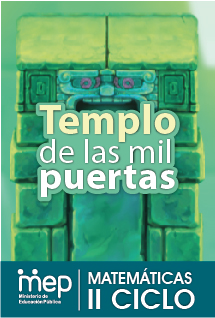 Templo
de las mil
puertas
mep
Ministerio de
Educación Pública
MATEMÁTICAS
II CICLO